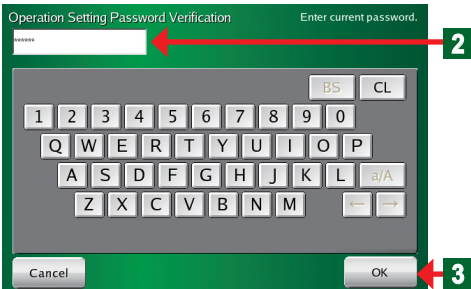 Operation Setting Password Verification Enter current password.
****** 2
BS CL
1 2 3 4 5 6 7 8 9 0
Q W E R T Y U I O P
A S D F G H J K L a/A
Z X C V B N M ← →
Cancel OK 3